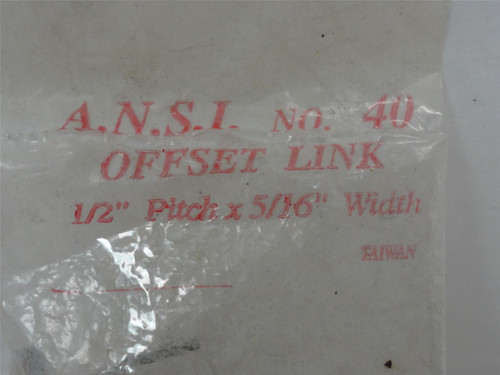 A.N.S.I. NO. 40
OFFSET LINK
1/2" Pitch x 5/16" Width
TAIWAN